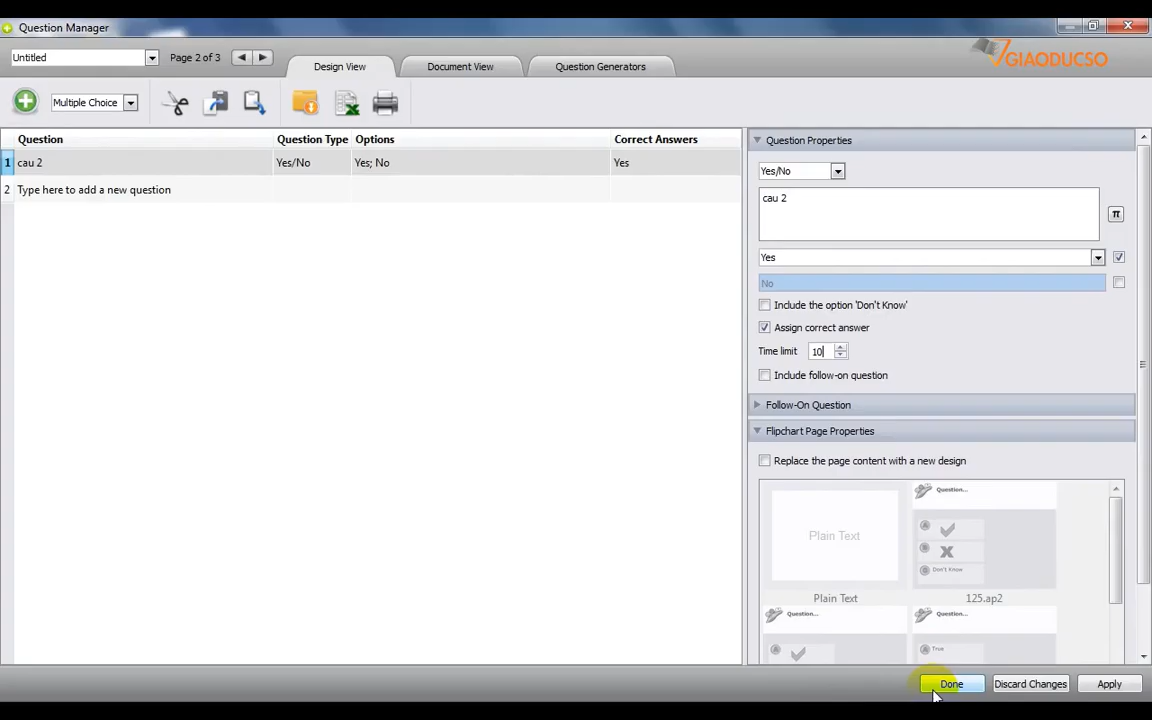 Question Manager
Untitled
Page 2 of 3
Design View
Document View
Question Generators
GIAODUCSO
Multiple Choice
Question
Question Type
Options
Correct Answers
1
cau 2
Yes/No
Yes; No
Yes
2
Type here to add a new question
Question Properties
Yes/No
cau 2
π
Yes
No
Include the option 'Don't Know'
Assign correct answer
Time limit
10
Include follow-on question
Follow-On Question
Flipchart Page Properties
Replace the page content with a new design
Plain Text
Plain Text
Question...
A
B
Don't Know
125.ap2
Question...
A
Question...
A
True
Done
Discard Changes
Apply